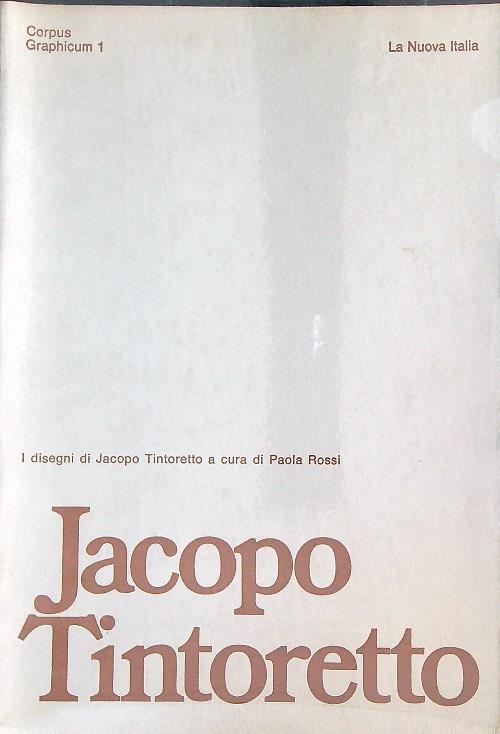 Corpus
Graphicum 1
La Nuova Italia
I disegni di Jacopo Tintoretto a cura di Paola Rossi
Jacopo
Tintoretto